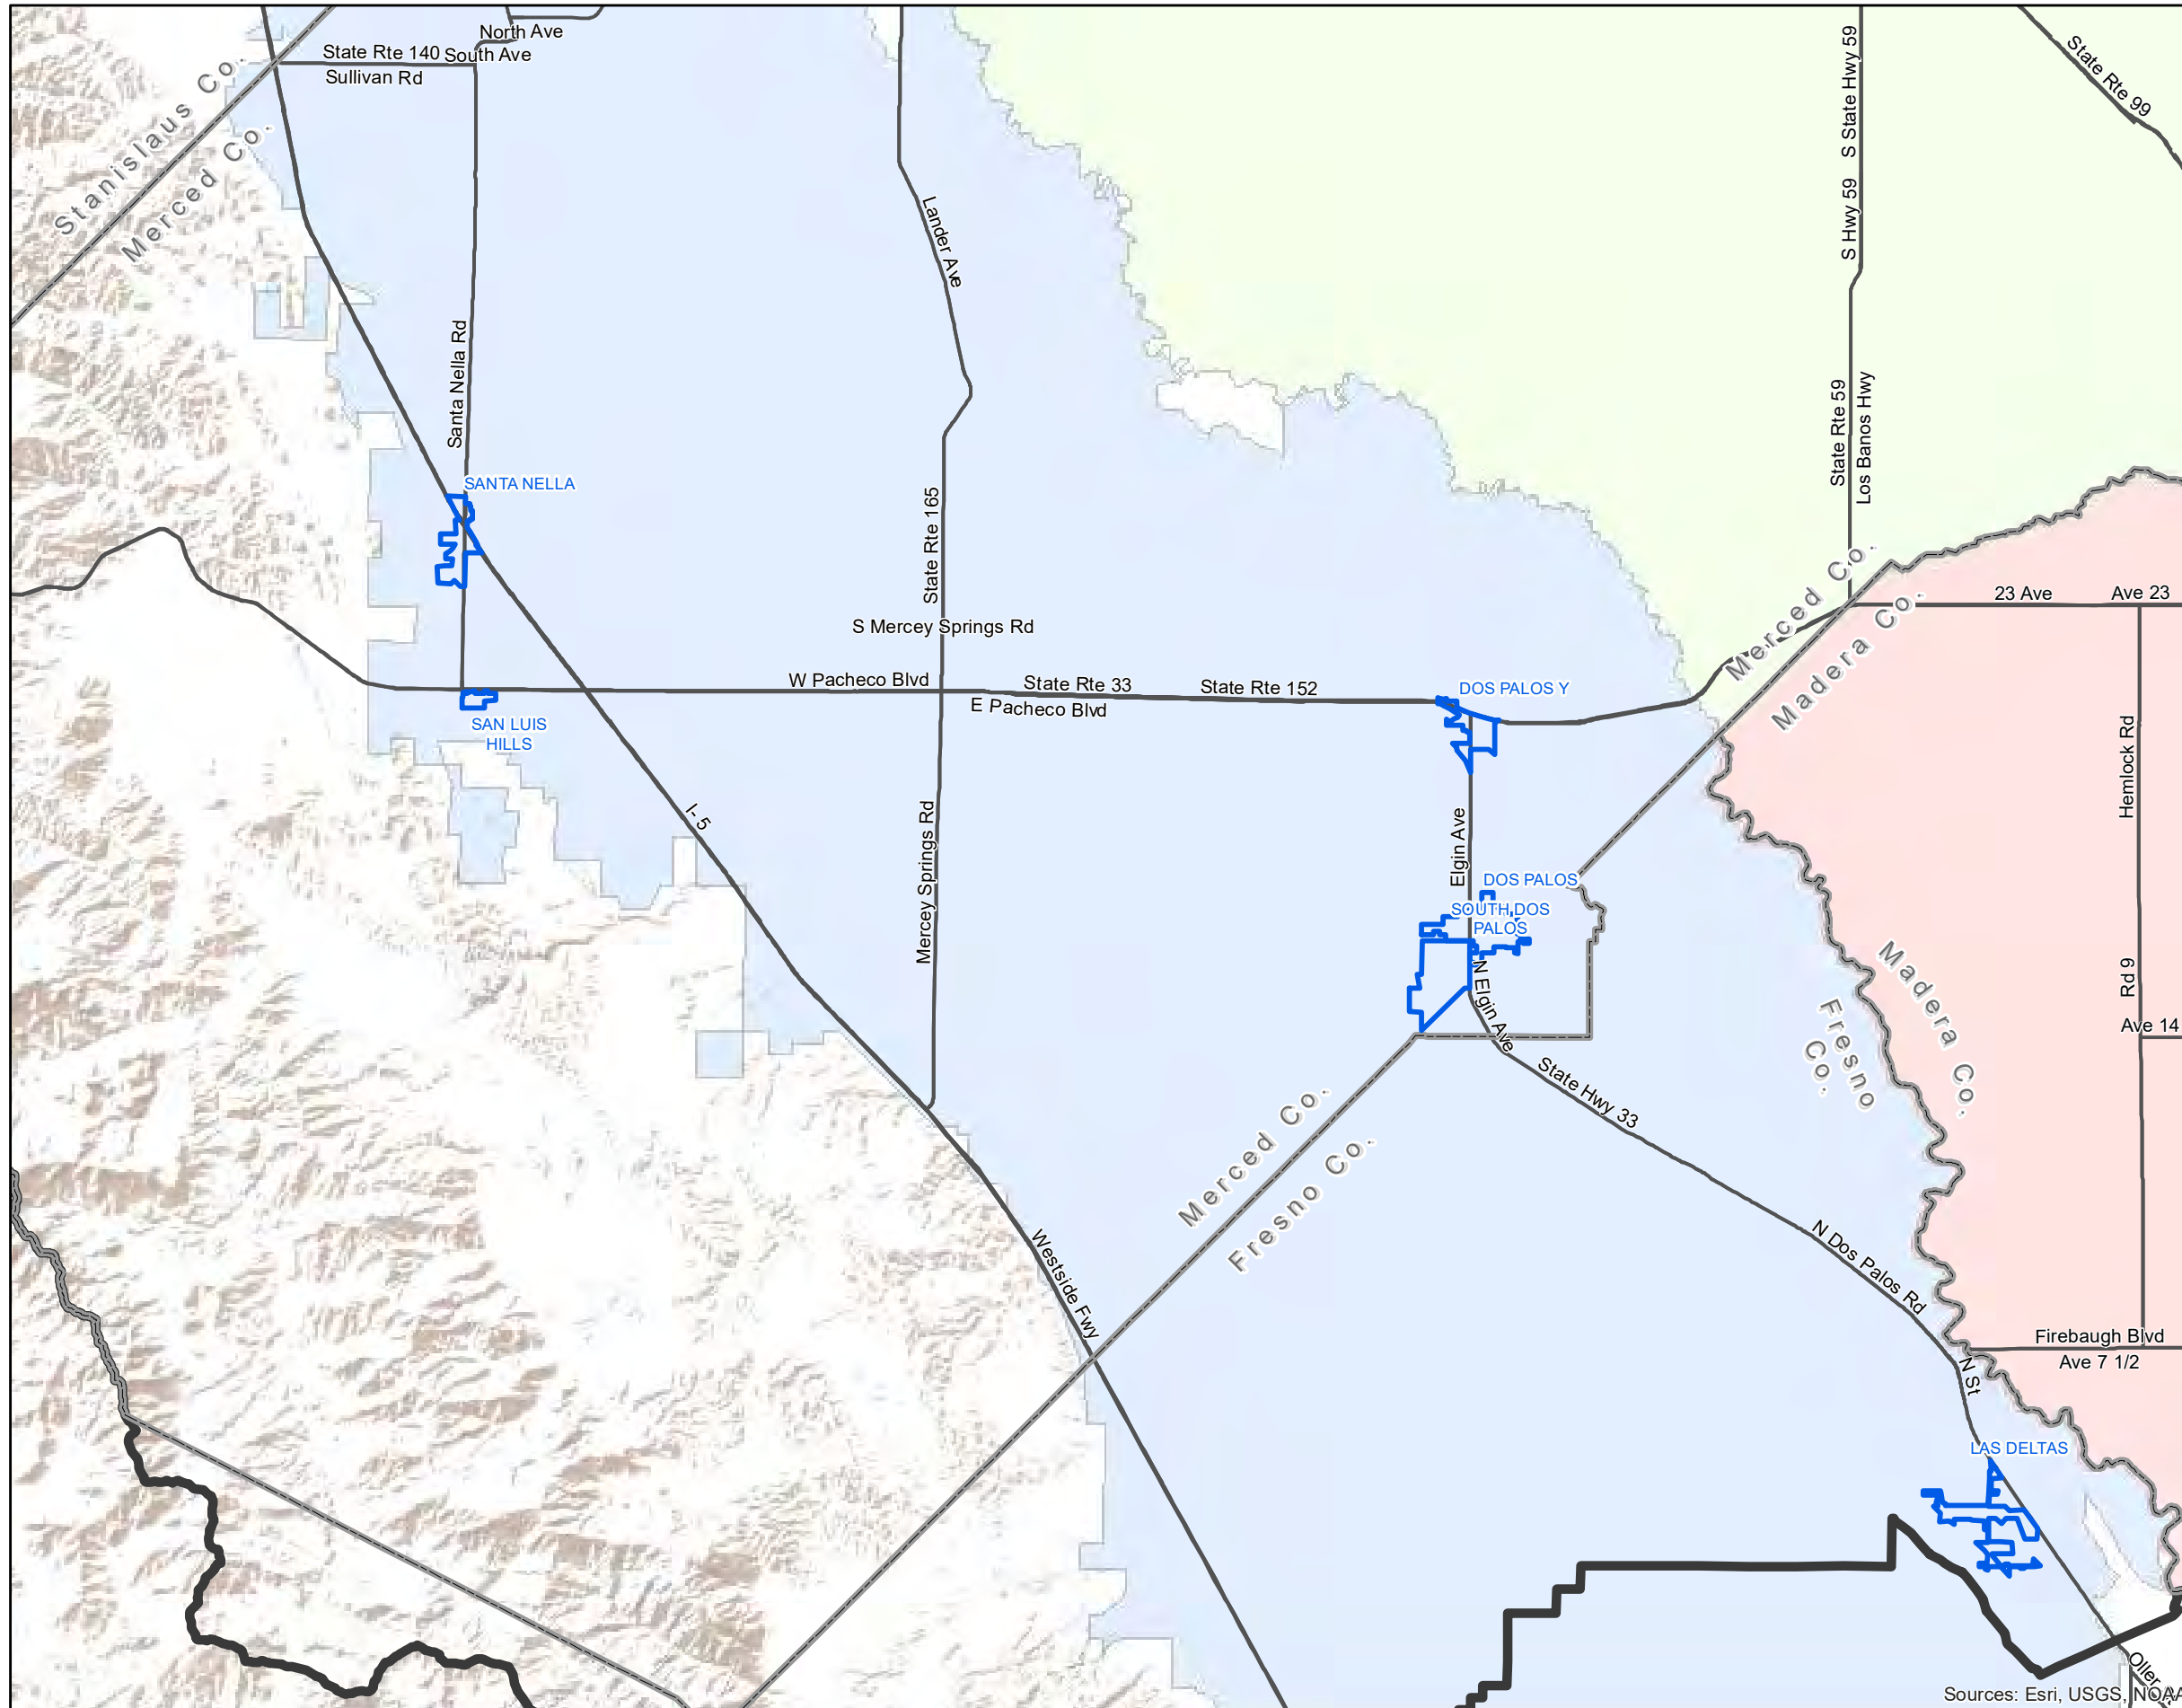 North Ave
State Rte 140
South Ave
Sullivan Rd
Stanislaus Co.
Merced Co.
Lander Ave
S State Hwy 59
S Hwy 59
State Rte 99
Santa Nella Rd
State Rte 59
Los Banos Hwy
SANTA NELLA
State Rte 165
S Mercey Springs Rd
Merced Co.
Madera Co.
23 Ave
Ave 23
W Pacheco Blvd
State Rte 33
State Rte 152
E Pacheco Blvd
DOS PALOS Y
SAN LUIS
HILLS
Hemlock Rd
I- 5
Mercey Springs Rd
Elgin Ave
DOS PALOS
SOUTH DOS
PALOS
N Elgin Ave
Madera Co.
Fresno
Co.
Rd 9
Ave 14
State Hwy 33
Merced Co.
Fresno Co.
Westside Fwy
N Dos Palos Rd
Firebaugh Blvd
Ave 7 1/2
N St
LAS DELTAS
Sources: Esri, USGS, NOAA